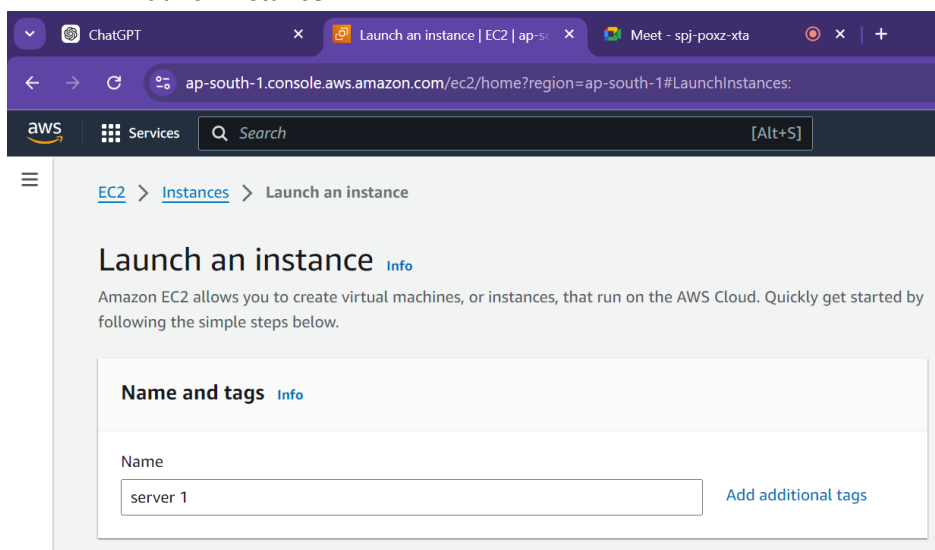 ChatGPT
Launch an instance | EC2 | ap-so
Meet - spj-poxz-xta
ap-south-1.console.aws.amazon.com/ec2/home?region=ap-south-1#LaunchInstances:
aws
Services
Search
[Alt+S]
EC2 > Instances > Launch an instance
Launch an instance Info
Amazon EC2 allows you to create virtual machines, or instances, that run on the AWS Cloud. Quickly get started by
following the simple steps below.
Name and tags Info
Name
server 1
Add additional tags